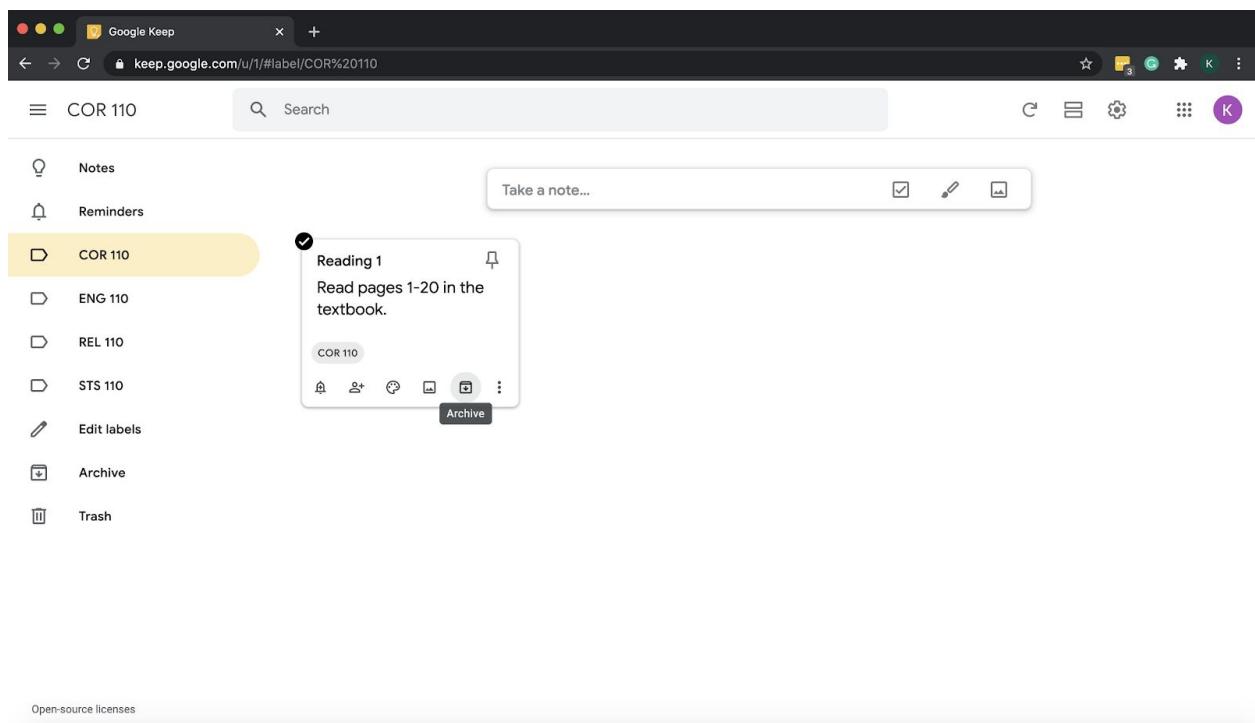 Google Keep
keep.google.com/u/1/#label/COR%20110
3
K
COR 110
Search
K
Notes
Take a note...
Reminders
COR 110
Reading 1
Read pages 1-20 in the
textbook.
ENG 110
REL 110
COR 110
STS 110
Archive
Edit labels
Archive
Trash
Open-source licenses